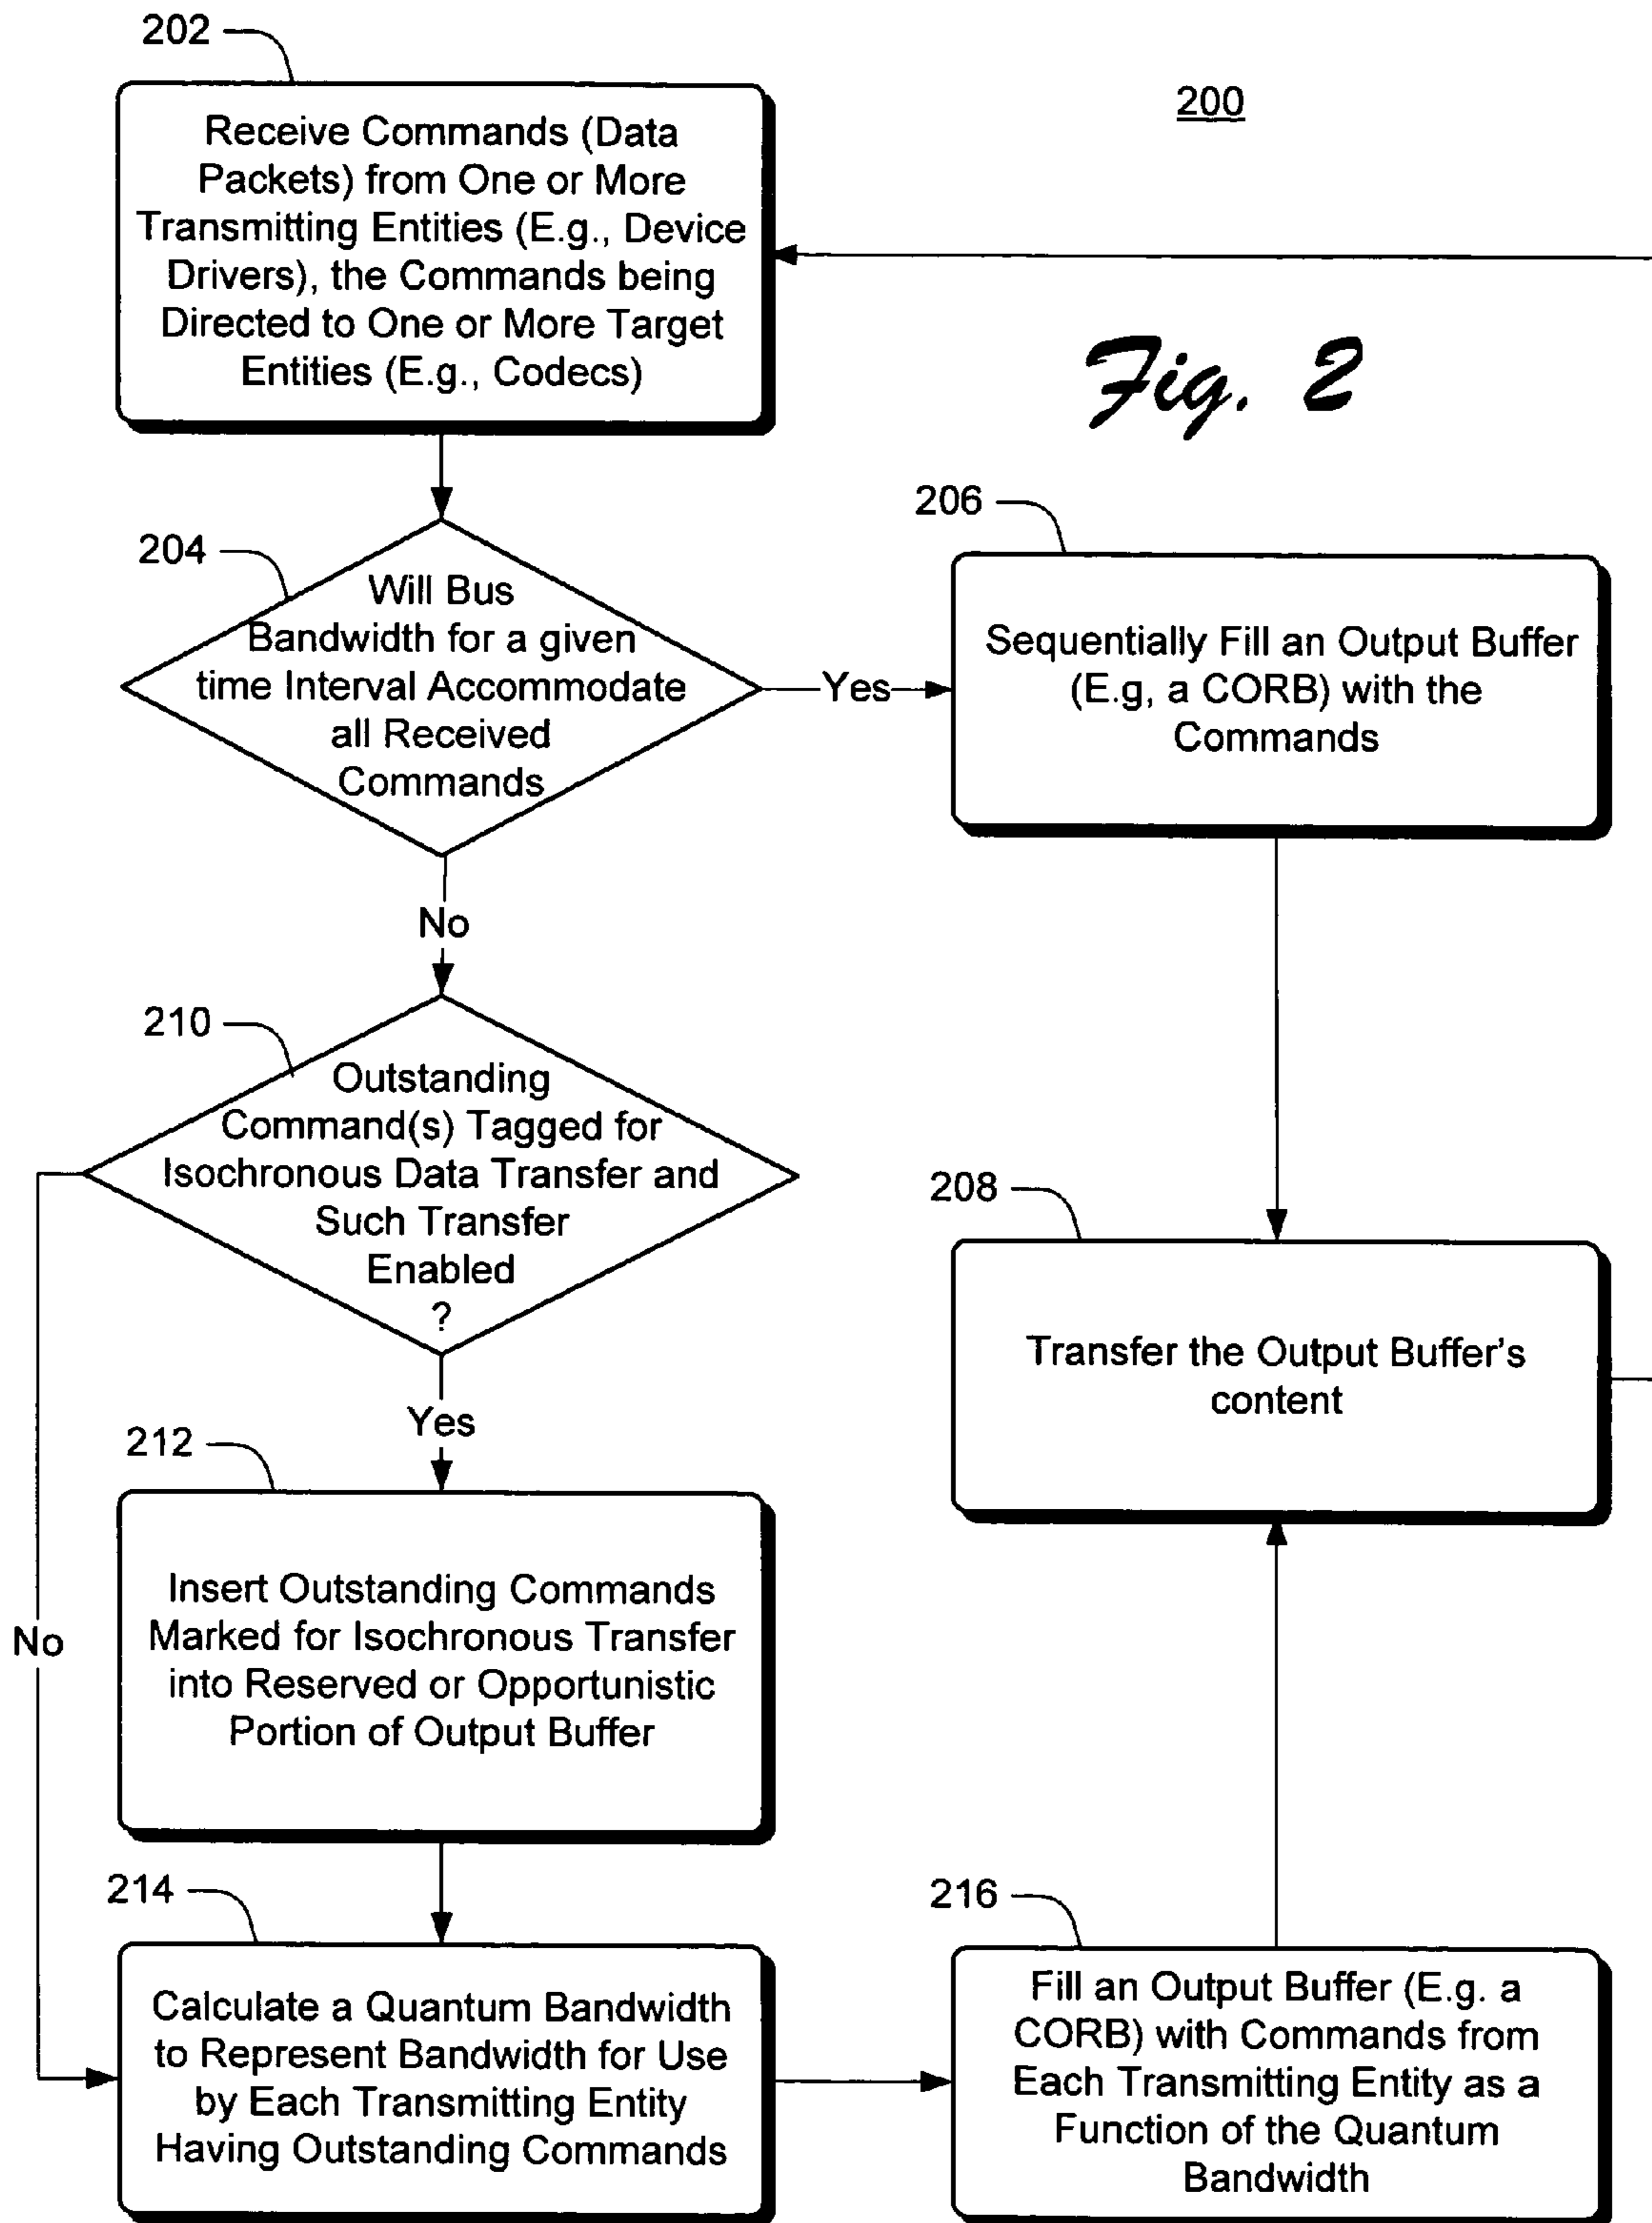 202
200
Receive Commands (Data
Packets) from One or More
Transmitting Entities (E.g., Device
Drivers), the Commands being
Directed to One or More Target
Entities (E.g., Codecs)
Fig. 2
204
Will Bus
Bandwidth for a given
time Interval Accommodate
all Received
Commands
Yes
206
Sequentially Fill an Output Buffer
(E.g, a CORB) with the
Commands
No
210
Outstanding
Command(s) Tagged for
Isochronous Data Transfer and
Such Transfer
Enabled
?
208
Transfer the Output Buffer's
content
Yes
No
212
Insert Outstanding Commands
Marked for Isochronous Transfer
into Reserved or Opportunistic
Portion of Output Buffer
214
Calculate a Quantum Bandwidth
to Represent Bandwidth for Use
by Each Transmitting Entity
Having Outstanding Commands
216
Fill an Output Buffer (E.g. a
CORB) with Commands from
Each Transmitting Entity as a
Function of the Quantum
Bandwidth